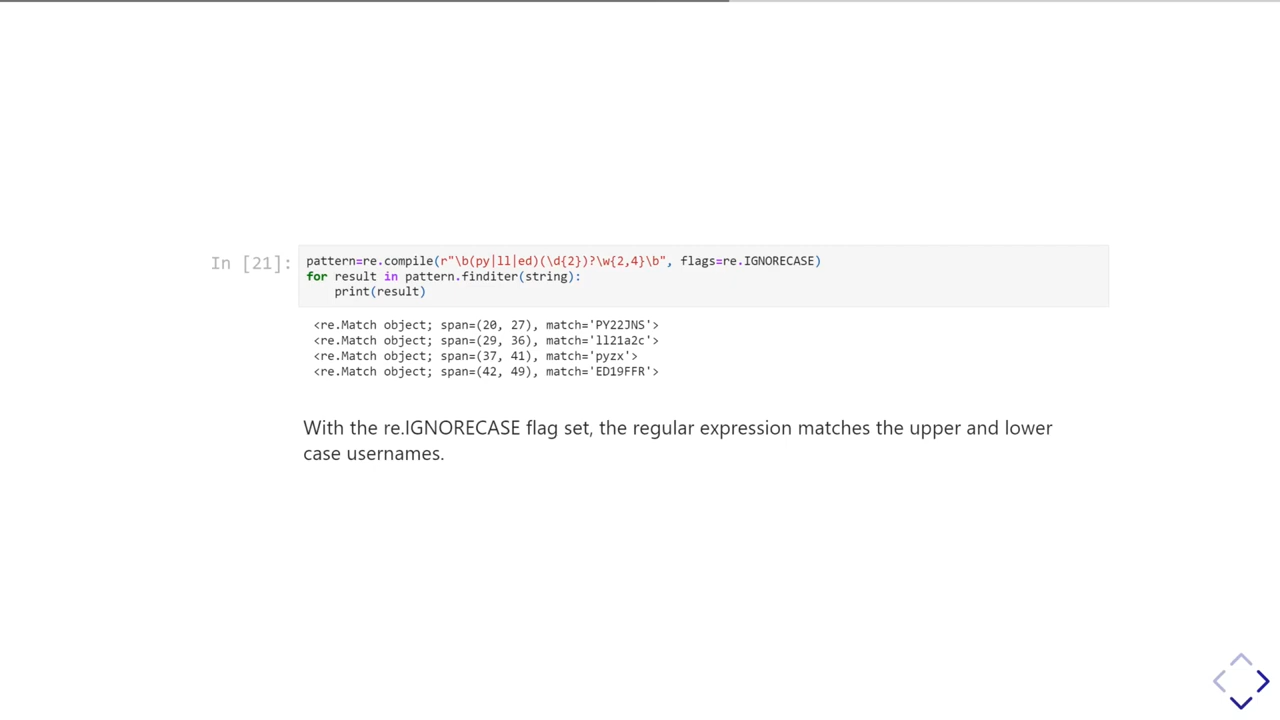 In [21]:
pattern=re.compile(r"\b(py|ll|ed)(\d{2})?\w{2,4}\b", flags=re.IGNORECASE)
for result in pattern.finditer(string):
    print(result)
<re.Match object; span=(20, 27), match='PY22JNS'>
<re.Match object; span=(29, 36), match='ll21a2c'>
<re.Match object; span=(37, 41), match='pyzx'>
<re.Match object; span=(42, 49), match='ED19FFR'>
With the re.IGNORECASE flag set, the regular expression matches the upper and lower
case usernames.